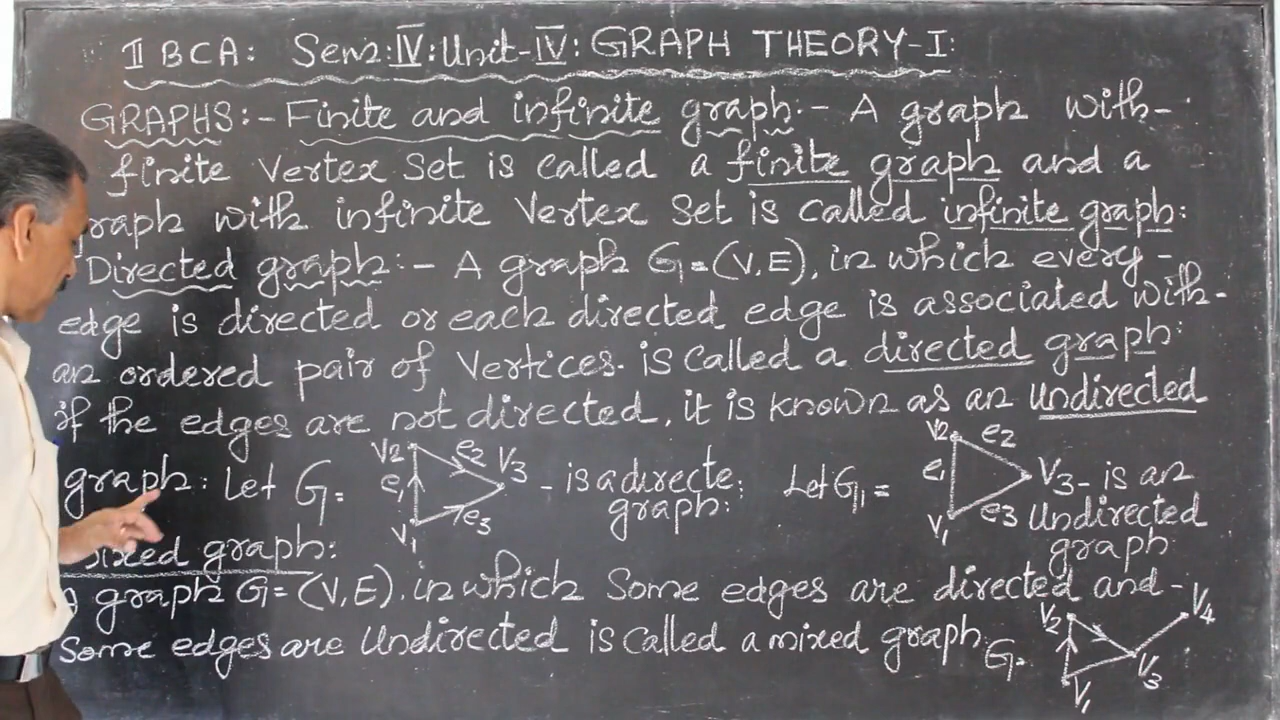 II BCA: Sem: IV: Unit-IV: GRAPH THEORY-I:
GRAPHS:- Finite and infinite graph:- A graph with-
finite Vertex Set is called a finite graph and a
graph with infinite Vertex Set is called infinite graph:
Directed graph:- A graph G=(V,E), in which every-
edge is directed or each directed edge is associated with-
an ordered pair of Vertices. is called a directed graph:
if the edges are not directed, it is known as an undirected
graph: Let G= V1 V2 V3 e1 e2 e3 - is a directe graph: Let G1= V1 V2 e1 e2 e3 V3- is an Undirected graph
Mixed graph:
A graph G=(V,E). in which Some edges are directed and-
Some edges are Undirected is Called a mixed graph G= V1 V2 V3 V4